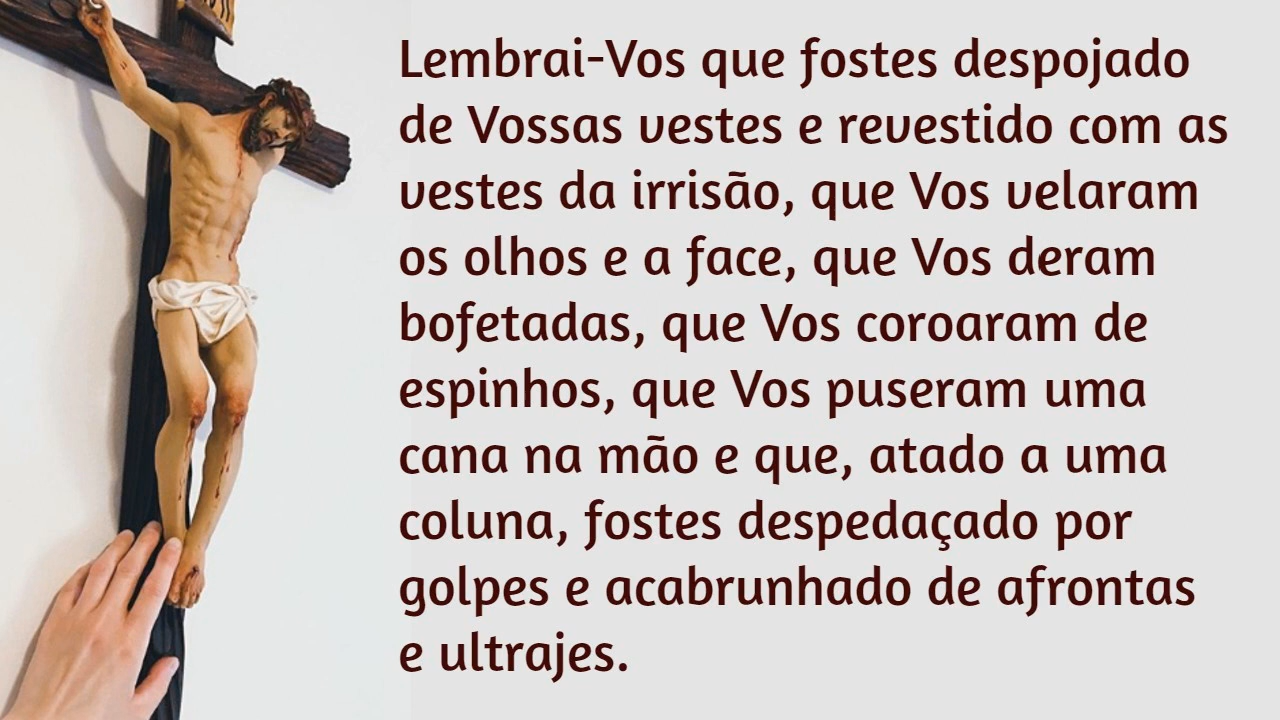 Lembrai-Vos que fostes despojado
de Vossas vestes e revestido com as
vestes da irrisão, que Vos velaram
os olhos e a face, que Vos deram
bofetadas, que Vos coroaram de
espinhos, que Vos puseram uma
cana na mão e que, atado a uma
coluna, fostes despedaçado por
golpes e acabrunhado de afrontas
e ultrajes.